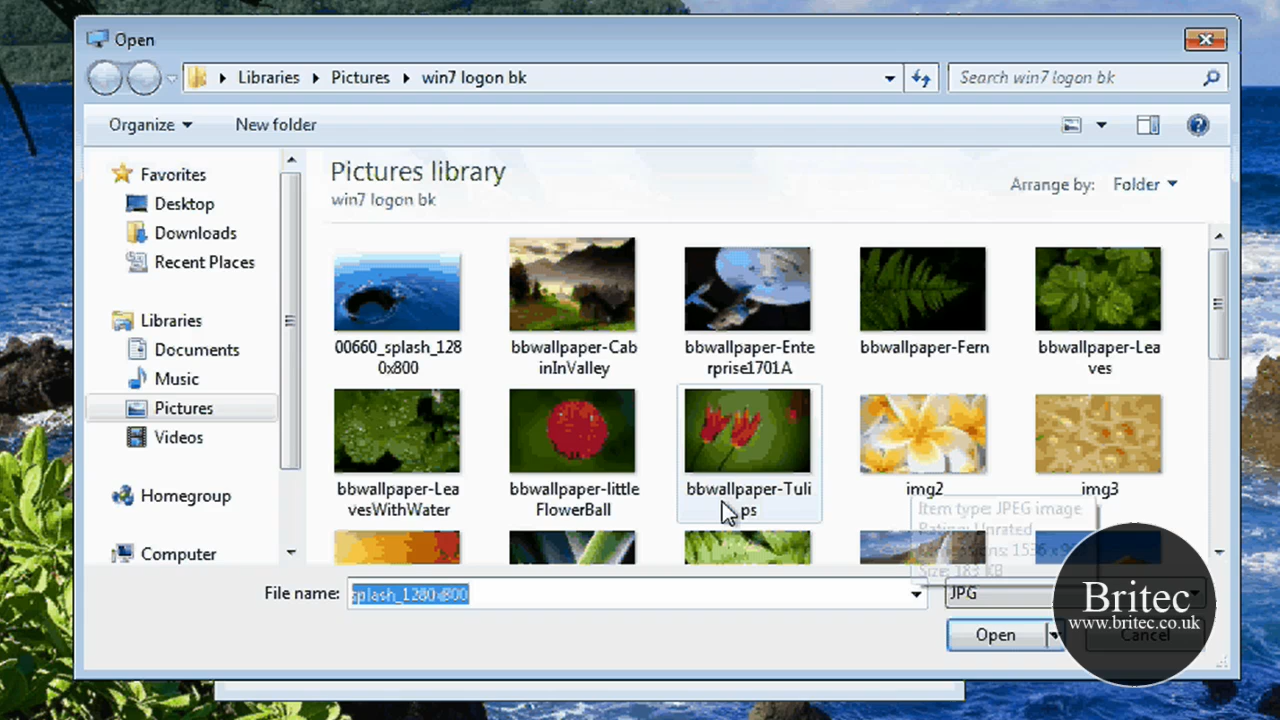 Open
Libraries Pictures win7 logon bk
Search win7 logon bk
Organize New folder
Pictures library
win7 logon bk
Arrange by: Folder
Favorites
Desktop
Downloads
Recent Places
Libraries
Documents
Music
Pictures
Videos
Homegroup
Computer
00660_splash_128
0x800
bbwallpaper-Cab
inInValley
bbwallpaper-Ente
rprise1701A
bbwallpaper-Fern
bbwallpaper-Lea
ves
bbwallpaper-Lea
vesWithWater
bbwallpaper-little
FlowerBall
bbwallpaper-Tuli
ps
img2
img3
Item type: JPEG image
Rating: Unrated
Dimensions: 1536 x
Size: 183 KB
File name: splash_1280x800
JPG
Open
Cancel
Britec
www.britec.co.uk